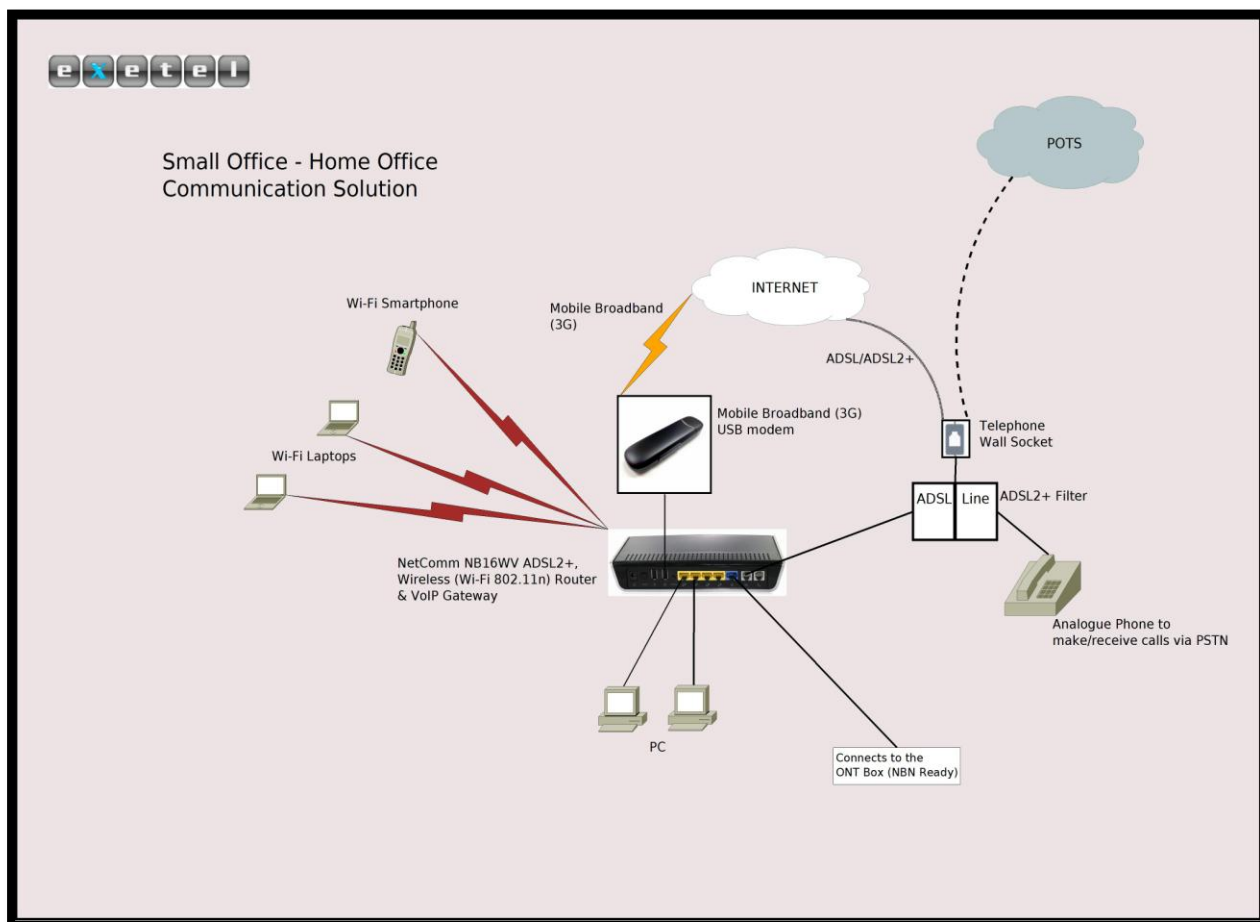 exetel
Small Office - Home Office
Communication Solution
POTS
INTERNET
Wi-Fi Smartphone
Mobile Broadband
(3G)
ADSL/ADSL2+
Mobile Broadband (3G)
USB modem
Telephone
Wall Socket
Wi-Fi Laptops
ADSL
Line
ADSL2+ Filter
NetComm NB16WV ADSL2+,
Wireless (Wi-Fi 802.11n) Router
& VoIP Gateway
Analogue Phone to
make/receive calls via PSTN
PC
Connects to the
ONT Box (NBN Ready)